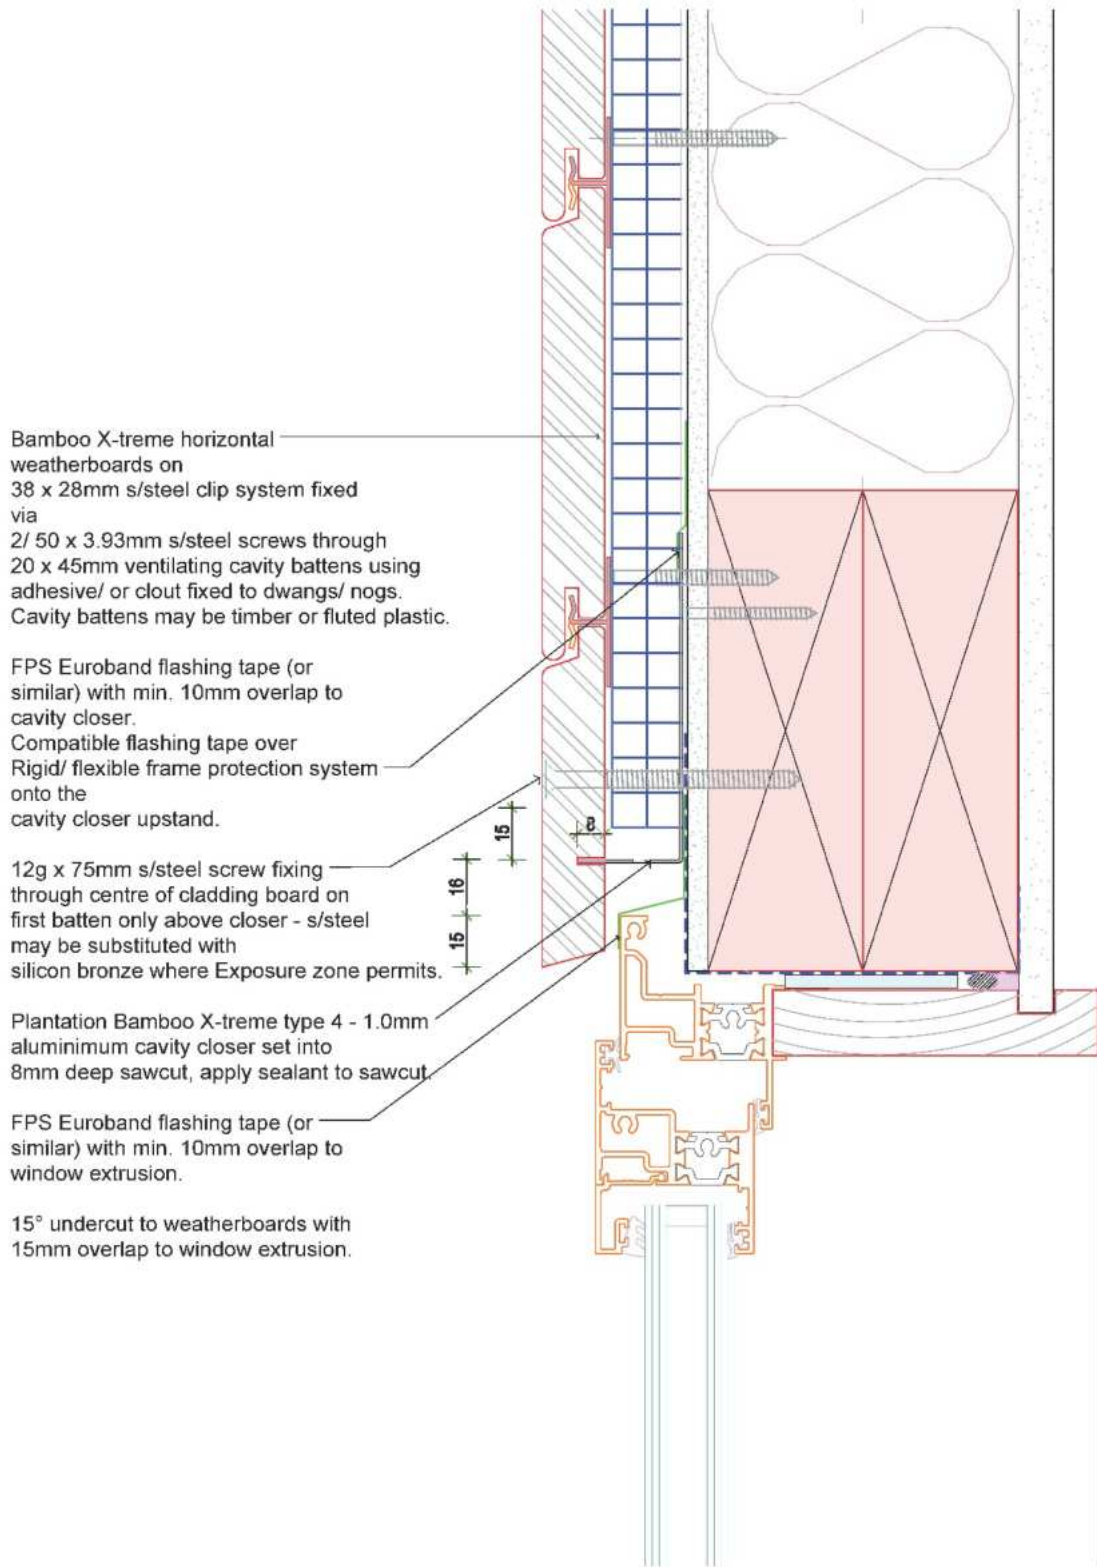 Bamboo X-treme horizontal
weatherboards on
38 x 28mm s/steel clip system fixed
via
2/ 50 x 3.93mm s/steel screws through
20 x 45mm ventilating cavity battens using
adhesive/ or clout fixed to dwangs/ nogs.
Cavity battens may be timber or fluted plastic.
FPS Euroband flashing tape (or
similar) with min. 10mm overlap to
cavity closer.
Compatible flashing tape over
Rigid/ flexible frame protection system
onto the
cavity closer upstand.
12g x 75mm s/steel screw fixing
through centre of cladding board on
first batten only above closer - s/steel
may be substituted with
silicon bronze where Exposure zone permits.
Plantation Bamboo X-treme type 4 - 1.0mm
aluminimum cavity closer set into
8mm deep sawcut, apply sealant to sawcut.
FPS Euroband flashing tape (or
similar) with min. 10mm overlap to
window extrusion.
15° undercut to weatherboards with
15mm overlap to window extrusion.
15
8
16
15